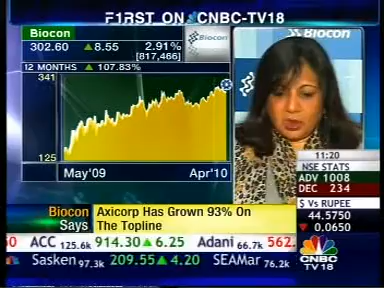 F1RST ON CNBC-TV18
Biocon
302.60 ▲ 8.55 2.91%
[817,466]
Biocon
12 MONTHS ▲ 107.83%
341
125
May'09 Apr'10
Biocon
11:20
NSE STATS
ADV 1008
DEC 234
$ Vs RUPEE
44.5750
▼ 0.0650
Biocon Says
Axicorp Has Grown 93% On
The Topline
0 ACC 125.6k 914.30 ▲ 6.25 Adani 66.7k 562.
Sasken 97.3k 209.55 ▲ 4.20 SEAMar 76.2k
CNBC
TV18